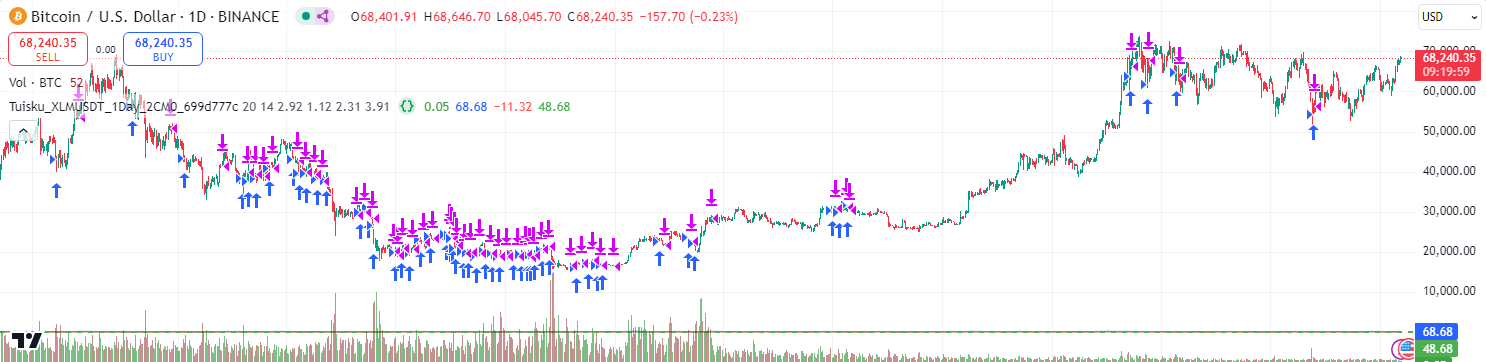 Bitcoin / U.S. Dollar · 1D · BINANCE O68,401.91 H68,646.70 L68,045.70 C68,240.35 −157.70 (−0.23%)
USD
68,240.35
SELL
0.00
68,240.35
BUY
Vol · BTC 52
Tuisku_XLMUSDT_1Day_2CM0_699d777c 20 14 2.92 1.12 2.31 3.91 0.05 68.68 −11.32 48.68
70,000.00
68,240.35
09:19:59
60,000.00
50,000.00
40,000.00
30,000.00
20,000.00
10,000.00
68.68
48.68